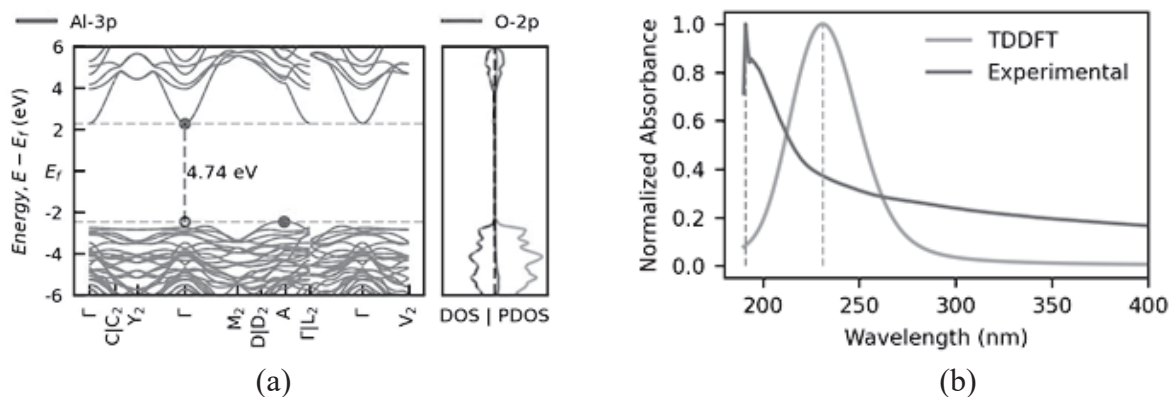 Al-3p
O-2p
Energy, E − E_f (eV)
6
4
2
E_f
-2
-4
-6
4.74 eV
Γ
C|C₂
Y₂
Γ
M₂
D|D₂
A
Γ|L₂
Γ
V₂
DOS | PDOS
(a)
Normalized Absorbance
1.0
0.8
0.6
0.4
0.2
0.0
TDDFT
Experimental
200
250
300
350
400
Wavelength (nm)
(b)